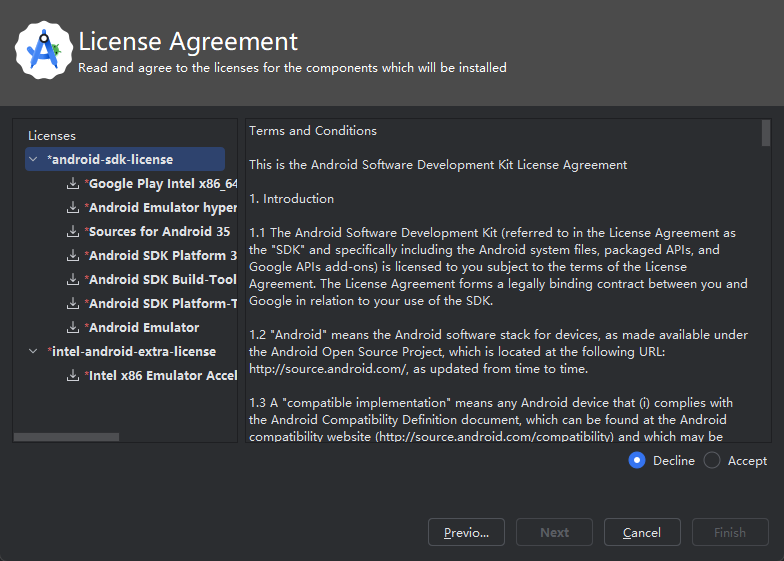 License Agreement
Read and agree to the licenses for the components which will be installed
Licenses
*android-sdk-license
*Google Play Intel x86_64
*Android Emulator hyper
*Sources for Android 35
*Android SDK Platform 3
*Android SDK Build-Tool
*Android SDK Platform-T
*Android Emulator
*intel-android-extra-license
*Intel x86 Emulator Accel
Terms and Conditions
This is the Android Software Development Kit License Agreement
1. Introduction
1.1 The Android Software Development Kit (referred to in the License Agreement as
the "SDK" and specifically including the Android system files, packaged APIs, and
Google APIs add-ons) is licensed to you subject to the terms of the License
Agreement. The License Agreement forms a legally binding contract between you and
Google in relation to your use of the SDK.
1.2 "Android" means the Android software stack for devices, as made available under
the Android Open Source Project, which is located at the following URL:
http://source.android.com/, as updated from time to time.
1.3 A "compatible implementation" means any Android device that (i) complies with
the Android Compatibility Definition document, which can be found at the Android
compatibility website (http://source.android.com/compatibility) and which may be
Decline
Accept
Previo...
Next
Cancel
Finish